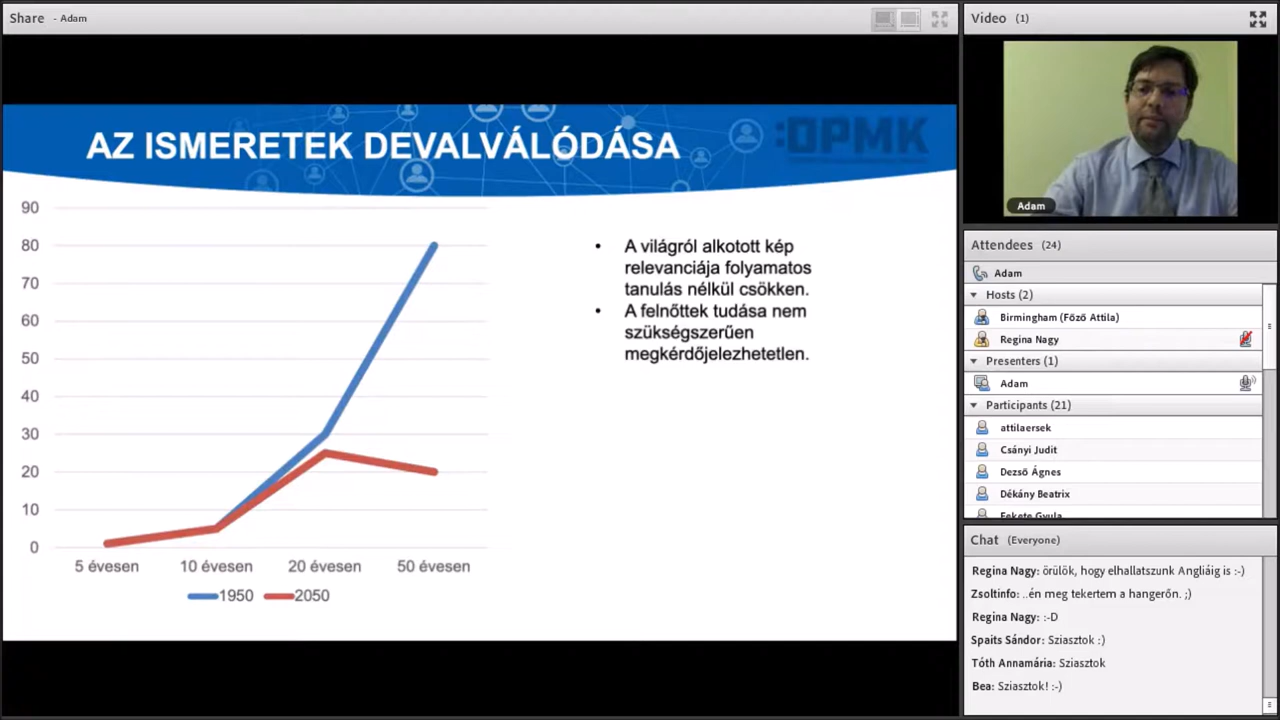 Share - Adam
AZ ISMERETEK DEVALVÁLÓDÁSA
:OPMK
90
80
70
60
50
40
30
20
10
0
5 évesen 10 évesen 20 évesen 50 évesen
1950 2050
• A világról alkotott kép
relevanciája folyamatos
tanulás nélkül csökken.
• A felnőttek tudása nem
szükségszerűen
megkérdőjelezhetetlen.
Video (1)
Adam
Attendees (24)
Adam
Hosts (2)
Birmingham (Főző Attila)
Regina Nagy
Presenters (1)
Adam
Participants (21)
attilaersek
Csányi Judit
Dezső Ágnes
Dékány Beatrix
Fekete Gyula
Chat (Everyone)
Regina Nagy: örülök, hogy elhallatszunk Angliáig is :-)
Zsoltinfo: ..én meg tekertem a hangerőn. ;)
Regina Nagy: :-D
Spaits Sándor: Sziasztok :)
Tóth Annamária: Sziasztok
Bea: Sziasztok! :-)